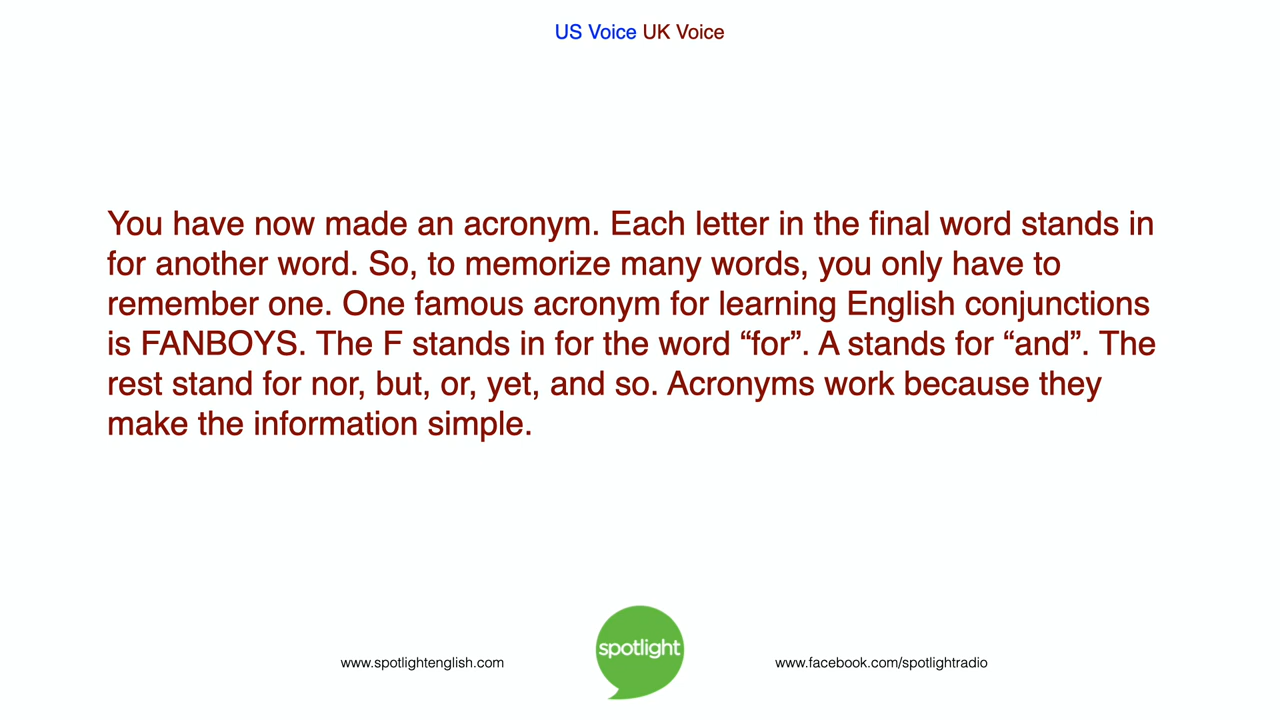 US Voice UK Voice
You have now made an acronym. Each letter in the final word stands in
for another word. So, to memorize many words, you only have to
remember one. One famous acronym for learning English conjunctions
is FANBOYS. The F stands in for the word “for”. A stands for “and”. The
rest stand for nor, but, or, yet, and so. Acronyms work because they
make the information simple.
www.spotlightenglish.com
spotlight
www.facebook.com/spotlightradio